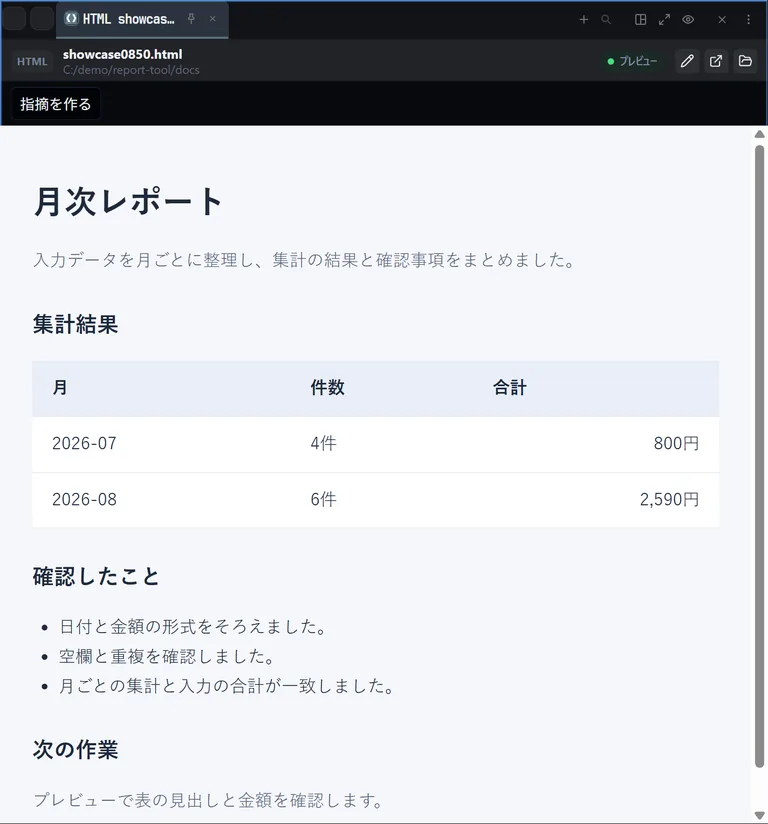 HTML showcas…
HTML
showcase0850.html
C:/demo/report-tool/docs
プレビュー
指摘を作る
月次レポート
入力データを月ごとに整理し、集計の結果と確認事項をまとめました。
集計結果
月 件数 合計
2026-07 4件 800円
2026-08 6件 2,590円
確認したこと
• 日付と金額の形式をそろえました。
• 空欄と重複を確認しました。
• 月ごとの集計と入力の合計が一致しました。
次の作業
プレビューで表の見出しと金額を確認します。